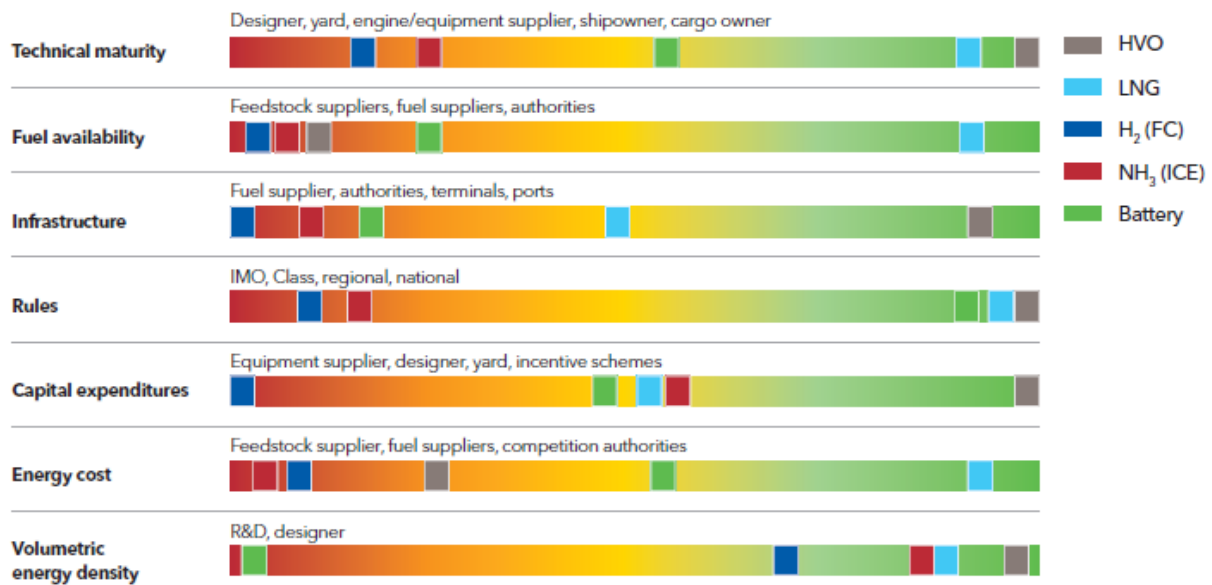 Designer, yard, engine/equipment supplier, shipowner, cargo owner
Technical maturity
Feedstock suppliers, fuel suppliers, authorities
Fuel availability
Fuel supplier, authorities, terminals, ports
Infrastructure
IMO, Class, regional, national
Rules
Equipment supplier, designer, yard, incentive schemes
Capital expenditures
Feedstock supplier, fuel suppliers, competition authorities
Energy cost
R&D, designer
Volumetric
energy density
HVO
LNG
H₂ (FC)
NH₃ (ICE)
Battery